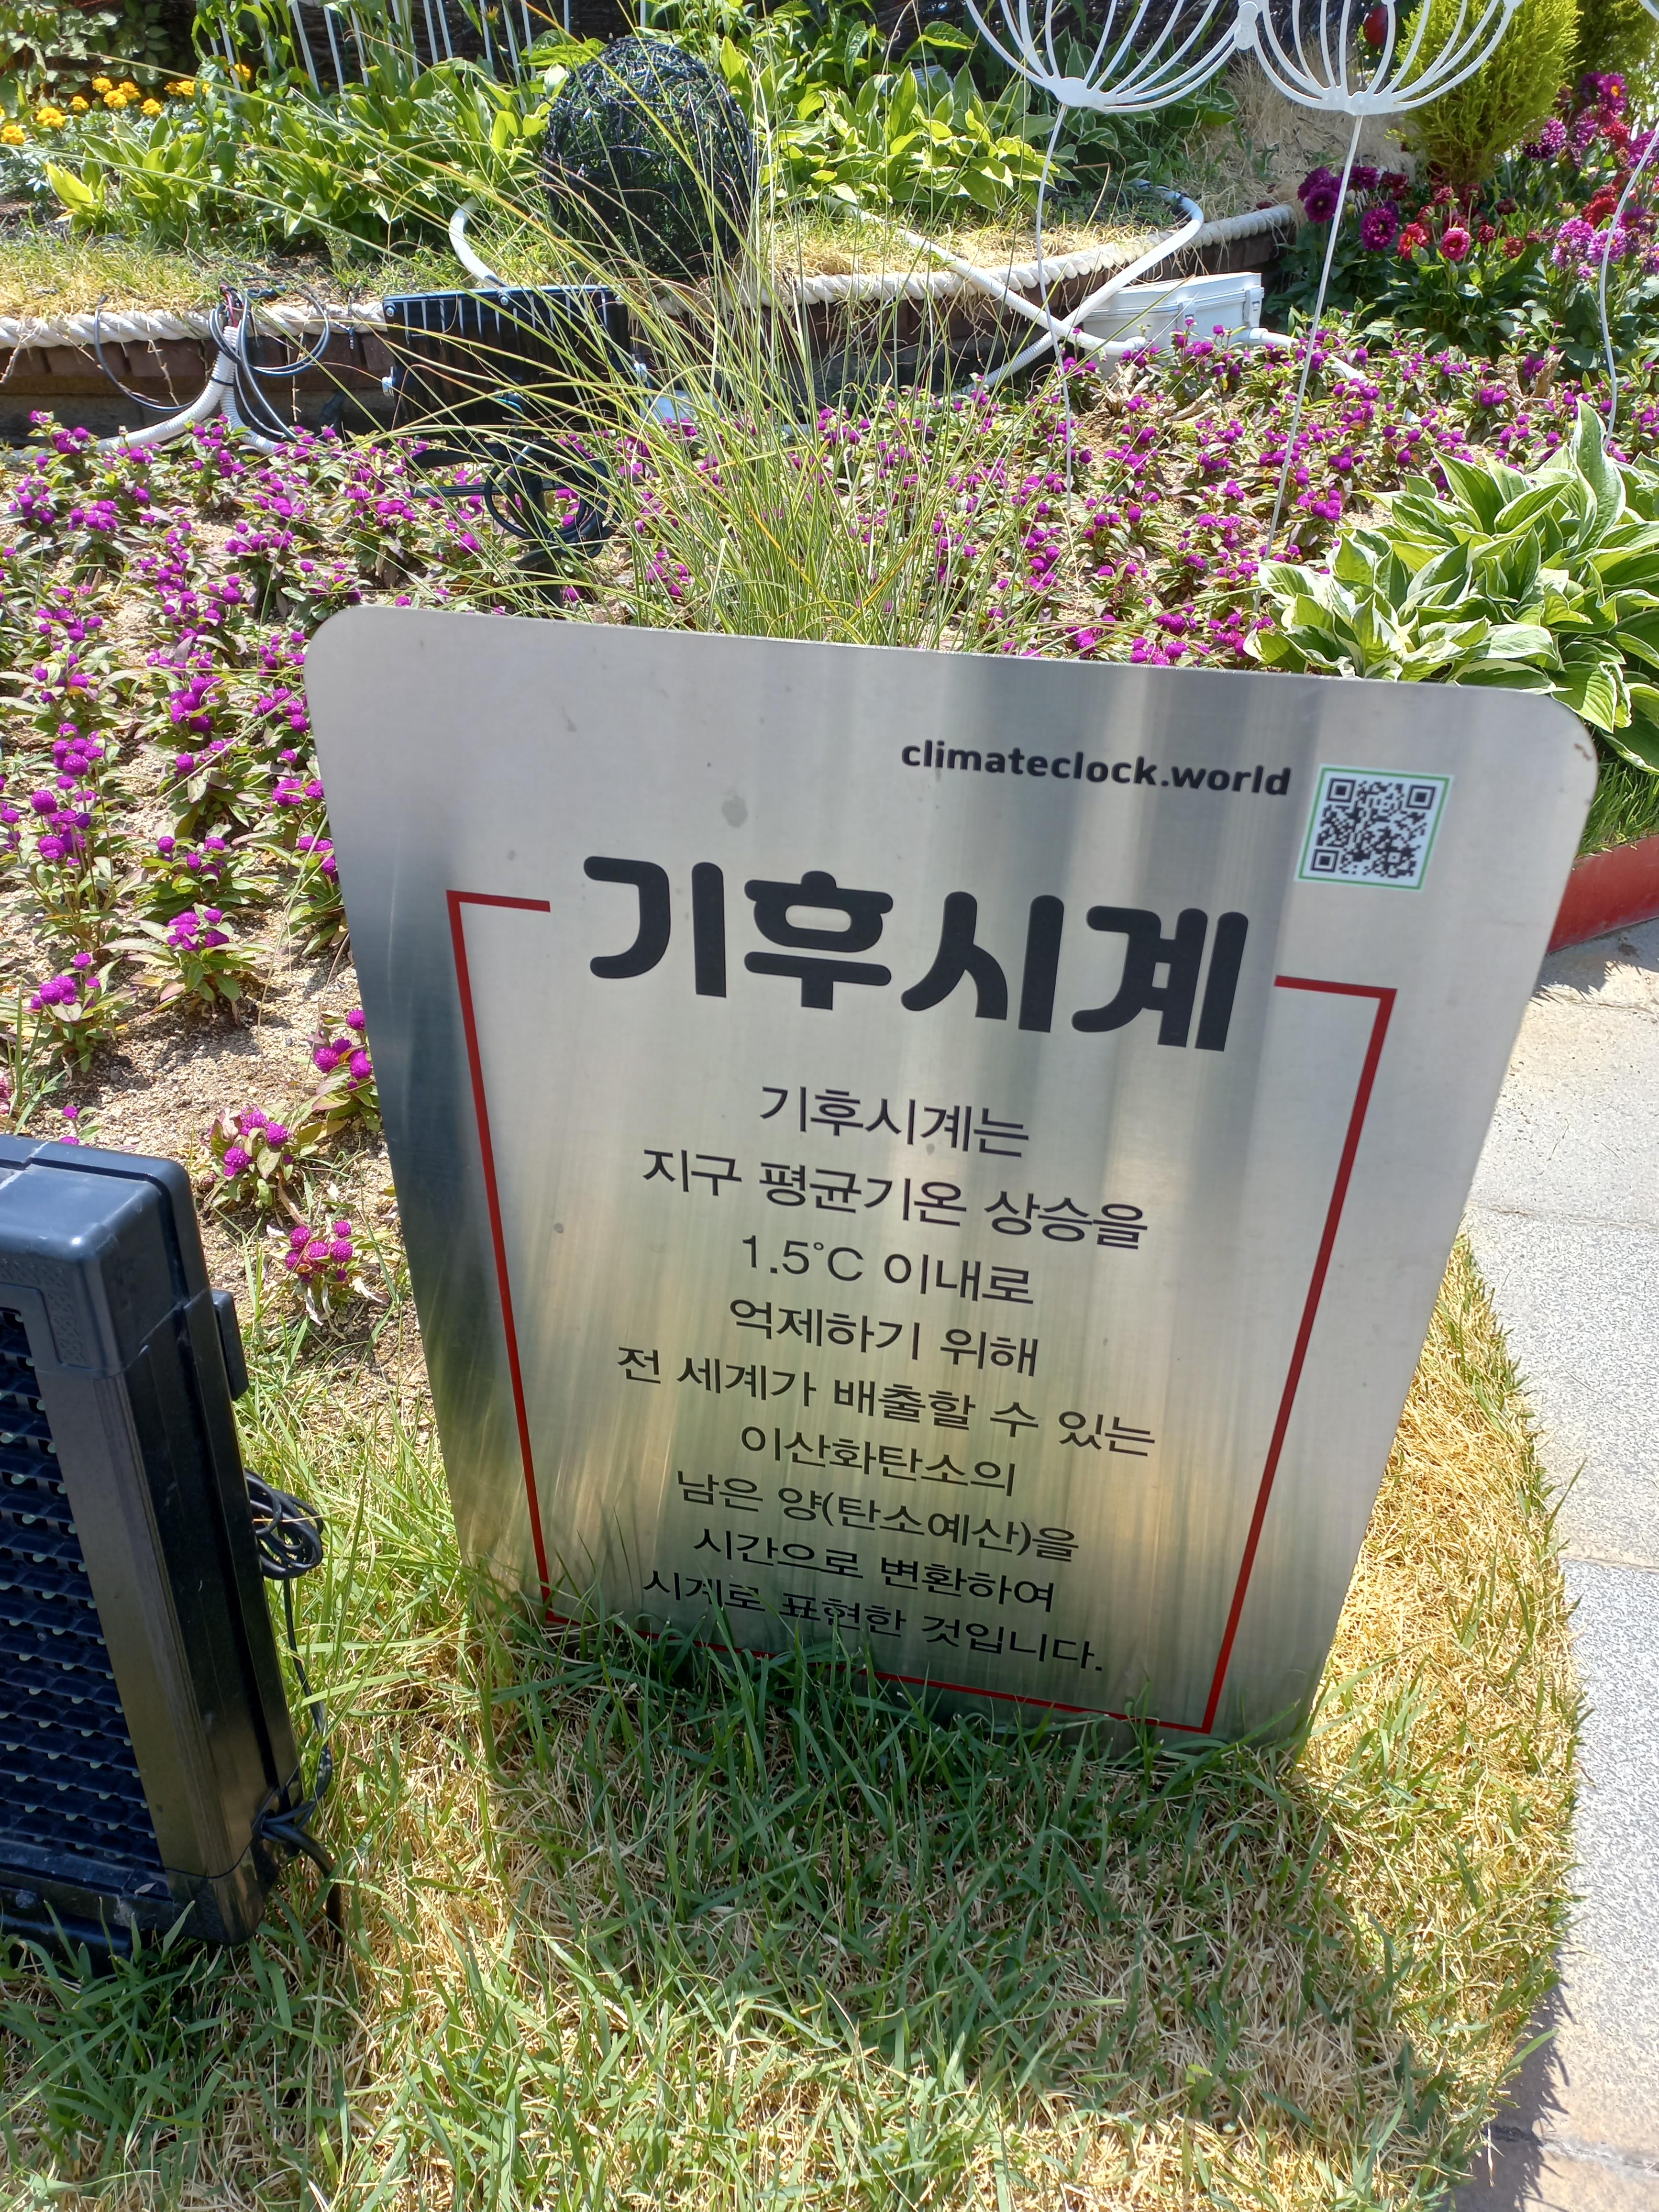 climateclock.world
기후시계
기후시계는
지구 평균기온 상승을
1.5°C 이내로
억제하기 위해
전 세계가 배출할 수 있는
이산화탄소의
남은 양(탄소예산)을
시간으로 변환하여
시계로 표현한 것입니다.